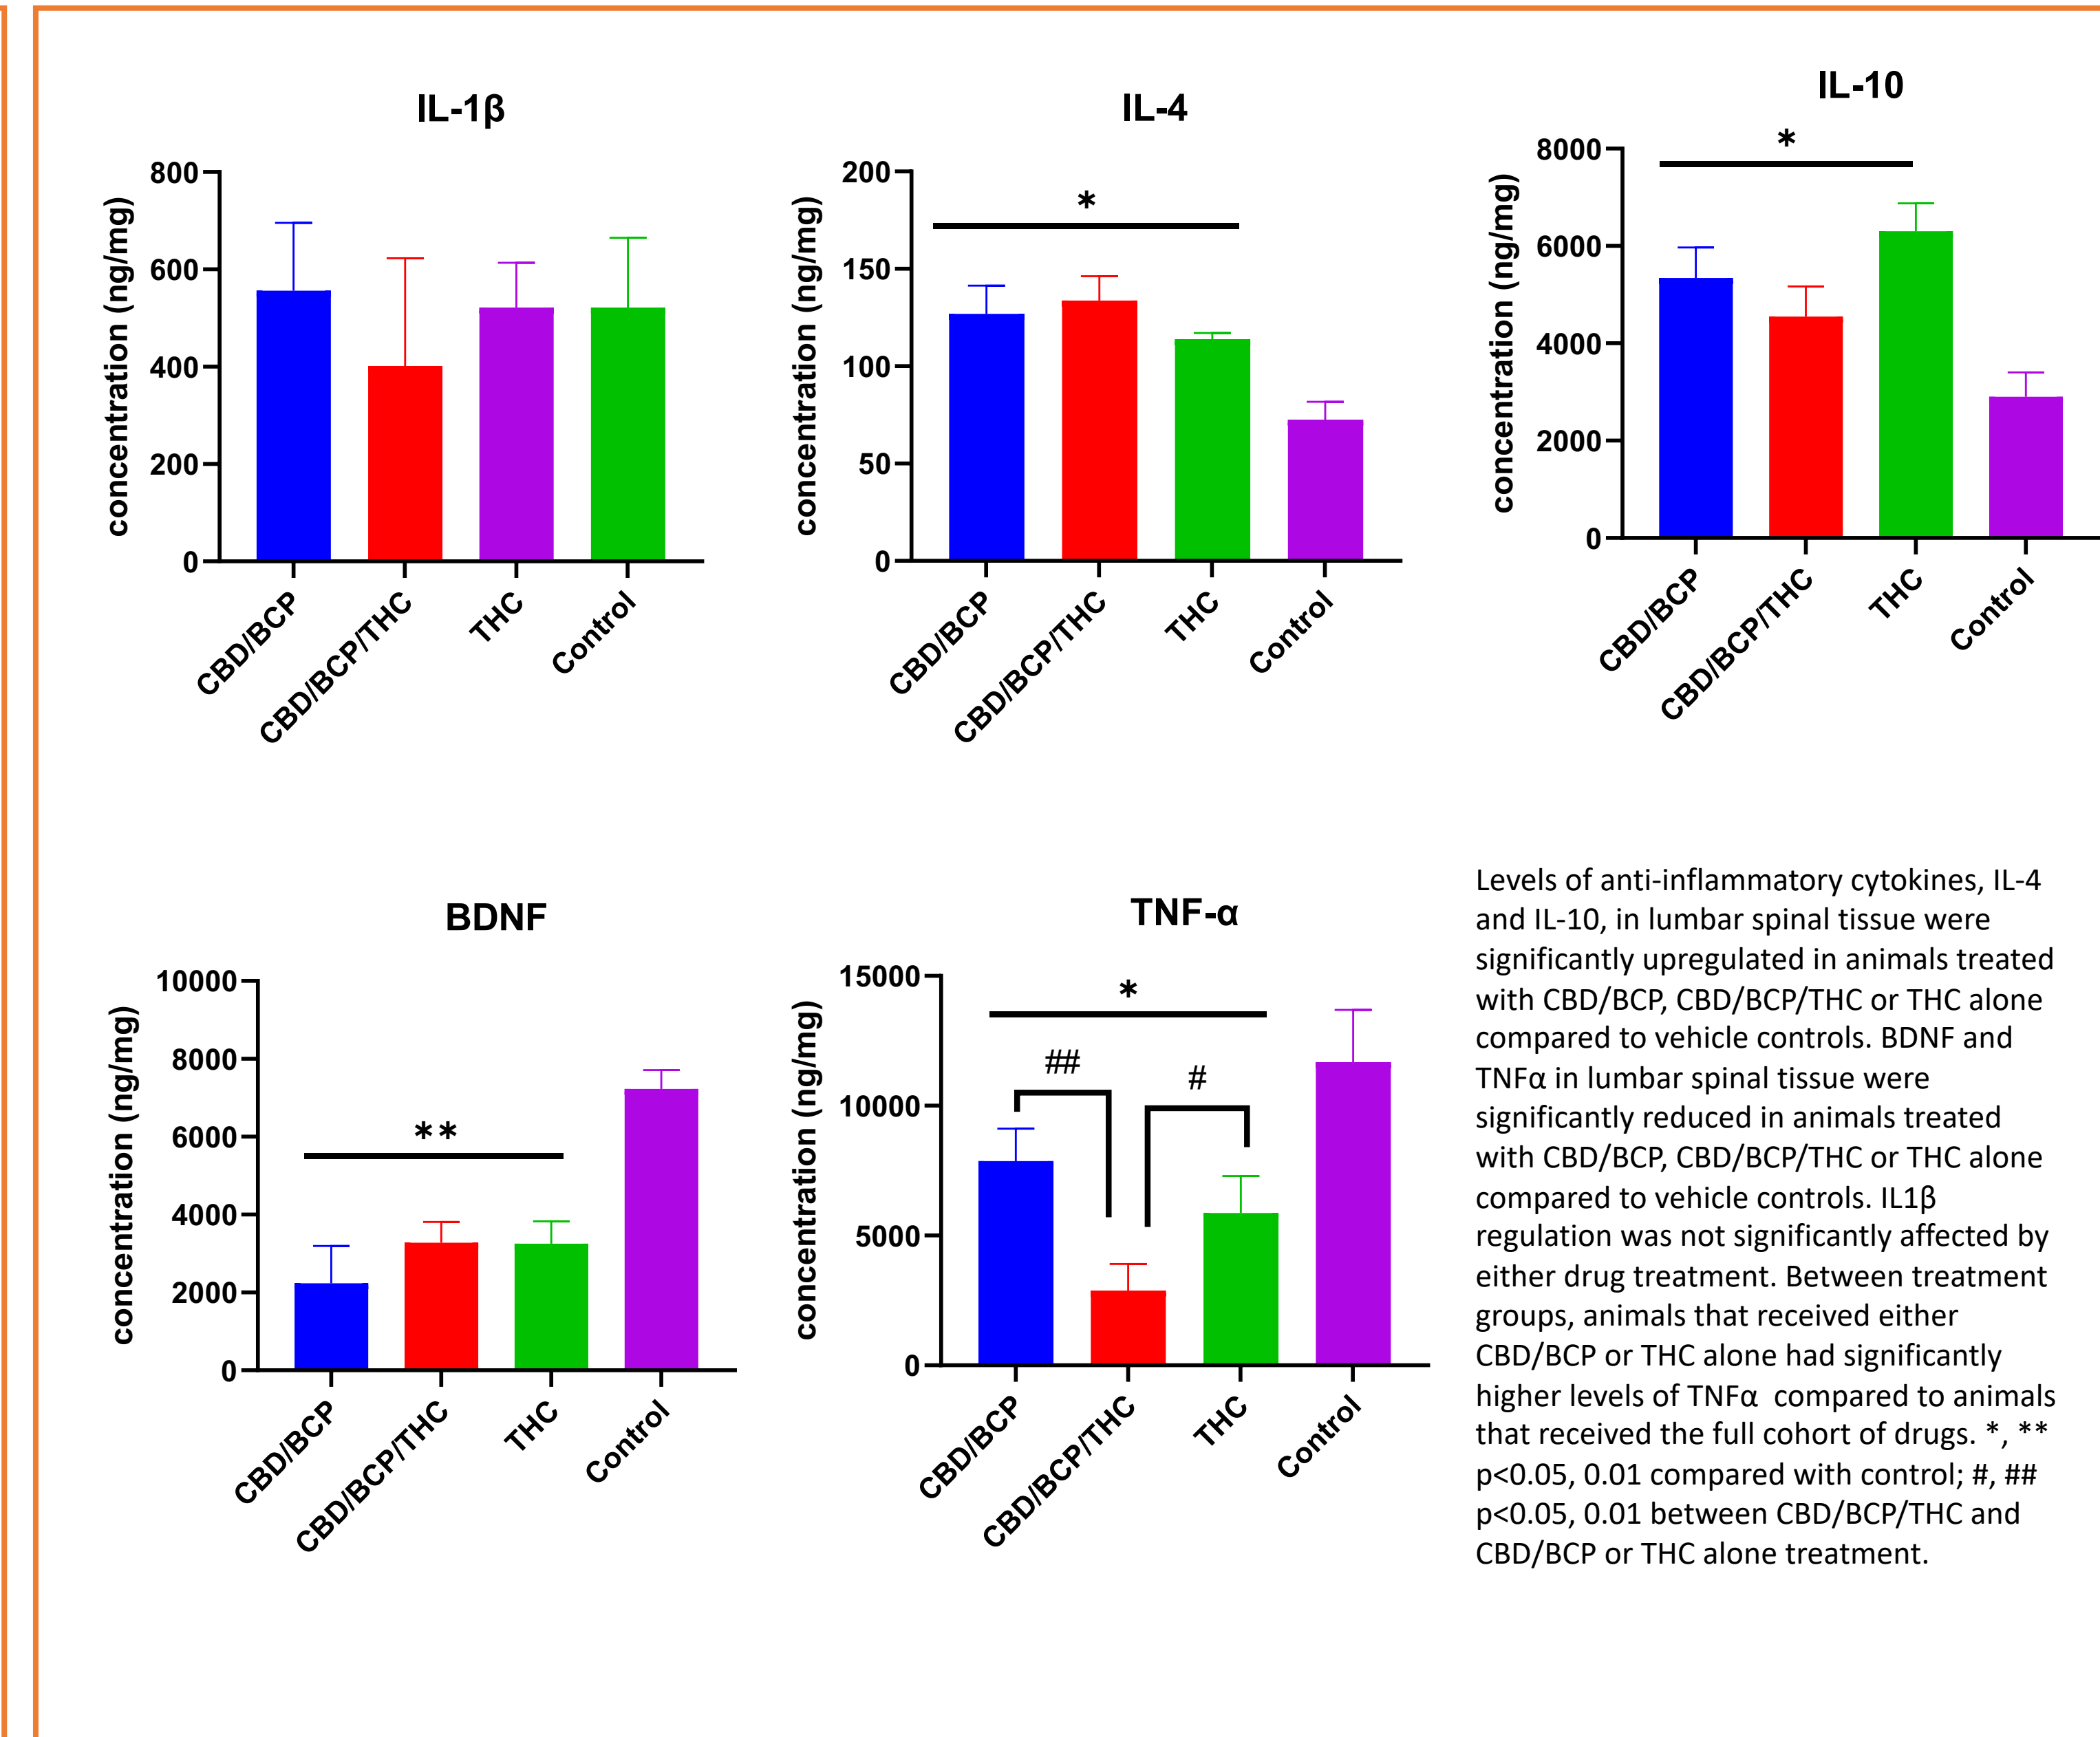 IL-1β
concentration (ng/mg)
800
600
400
200
0
CBD/BCP
CBD/BCP/THC
THC
Control
IL-4
concentration (ng/mg)
200
150
100
50
0
*
CBD/BCP
CBD/BCP/THC
THC
Control
IL-10
concentration (ng/mg)
8000
6000
4000
2000
0
*
CBD/BCP
CBD/BCP/THC
THC
Control
BDNF
concentration (ng/mg)
10000
8000
6000
4000
2000
0
**
CBD/BCP
CBD/BCP/THC
THC
Control
TNF-α
concentration (ng/mg)
15000
10000
5000
0
*
##
#
CBD/BCP
CBD/BCP/THC
THC
Control
Levels of anti-inflammatory cytokines, IL-4
and IL-10, in lumbar spinal tissue were
significantly upregulated in animals treated
with CBD/BCP, CBD/BCP/THC or THC alone
compared to vehicle controls. BDNF and
TNFα in lumbar spinal tissue were
significantly reduced in animals treated
with CBD/BCP, CBD/BCP/THC or THC alone
compared to vehicle controls. IL1β
regulation was not significantly affected by
either drug treatment. Between treatment
groups, animals that received either
CBD/BCP or THC alone had significantly
higher levels of TNFα compared to animals
that received the full cohort of drugs. *, **
p<0.05, 0.01 compared with control; #, ##
p<0.05, 0.01 between CBD/BCP/THC and
CBD/BCP or THC alone treatment.